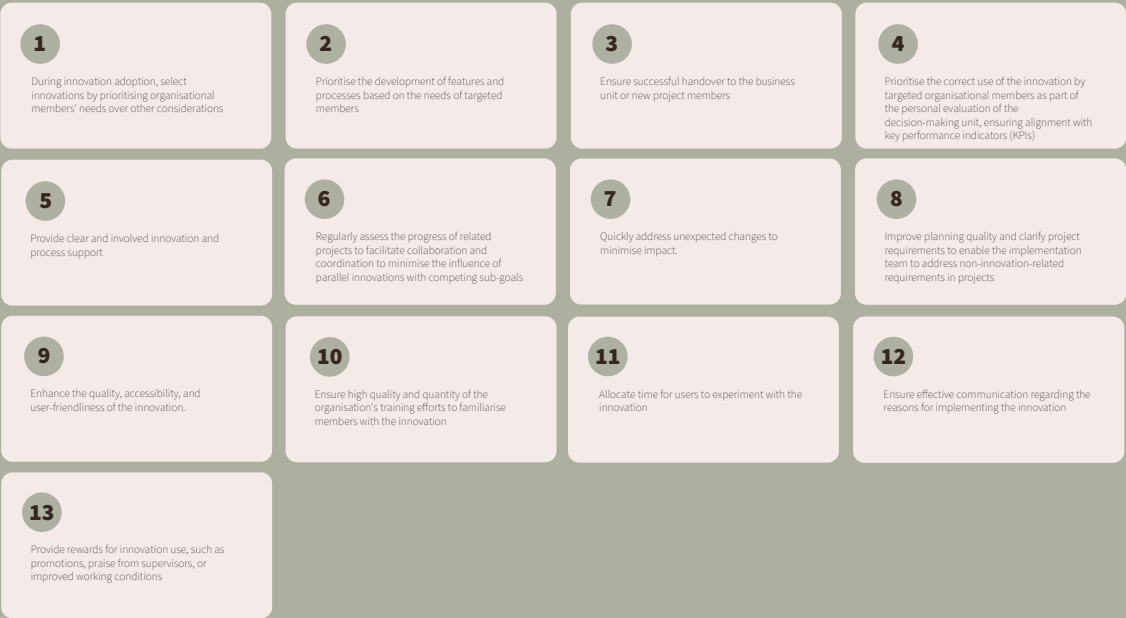 1
During innovation adoption, select
innovations by prioritising organisational
members' needs over other considerations
2
Prioritise the development of features and
processes based on the needs of targeted
members
3
Ensure successful handover to the business
unit or new project members
4
Prioritise the correct use of the innovation by
targeted organisational members as part of
the personal evaluation of the
decision-making unit, ensuring alignment with
key performance indicators (KPIs)
5
Provide clear and involved innovation and
process support
6
Regularly assess the progress of related
projects to facilitate collaboration and
coordination to minimise the influence of
parallel innovations with competing sub-goals
7
Quickly address unexpected changes to
minimise impact.
8
Improve planning quality and clarify project
requirements to enable the implementation
team to address non-innovation-related
requirements in projects
9
Enhance the quality, accessibility, and
user-friendliness of the innovation.
10
Ensure high quality and quantity of the
organisation's training efforts to familiarise
members with the innovation
11
Allocate time for users to experiment with the
innovation
12
Ensure effective communication regarding the
reasons for implementing the innovation
13
Provide rewards for innovation use, such as
promotions, praise from supervisors, or
improved working conditions